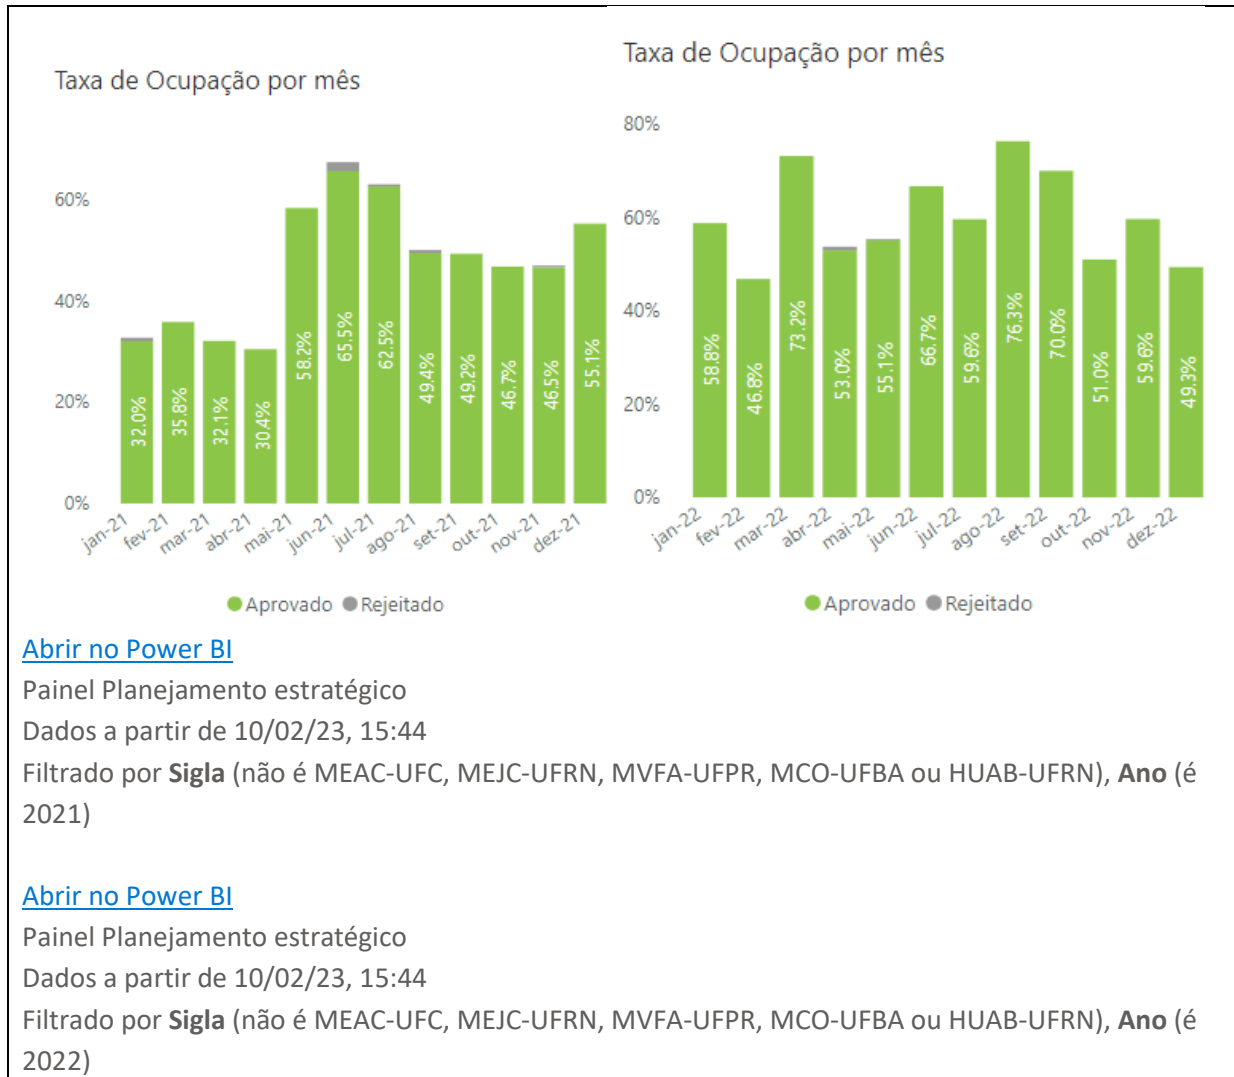 Taxa de Ocupação por mês
60%
40%
20%
0%
32.0%
35.8%
32.1%
30.4%
58.2%
65.5%
62.5%
49.4%
49.2%
46.7%
46.5%
55.1%
jan-21
fev-21
mar-21
abr-21
mai-21
jun-21
jul-21
ago-21
set-21
out-21
nov-21
dez-21
Aprovado Rejeitado
Taxa de Ocupação por mês
80%
60%
40%
20%
0%
58.8%
46.8%
73.2%
53.0%
55.1%
66.7%
59.6%
76.3%
70.0%
51.0%
59.6%
49.3%
jan-22
fev-22
mar-22
abr-22
mai-22
jun-22
jul-22
ago-22
set-22
out-22
nov-22
dez-22
Aprovado Rejeitado
Abrir no Power BI
Painel Planejamento estratégico
Dados a partir de 10/02/23, 15:44
Filtrado por Sigla (não é MEAC-UFC, MEJC-UFRN, MVFA-UFPR, MCO-UFBA ou HUAB-UFRN), Ano (é
2021)
Abrir no Power BI
Painel Planejamento estratégico
Dados a partir de 10/02/23, 15:44
Filtrado por Sigla (não é MEAC-UFC, MEJC-UFRN, MVFA-UFPR, MCO-UFBA ou HUAB-UFRN), Ano (é
2022)